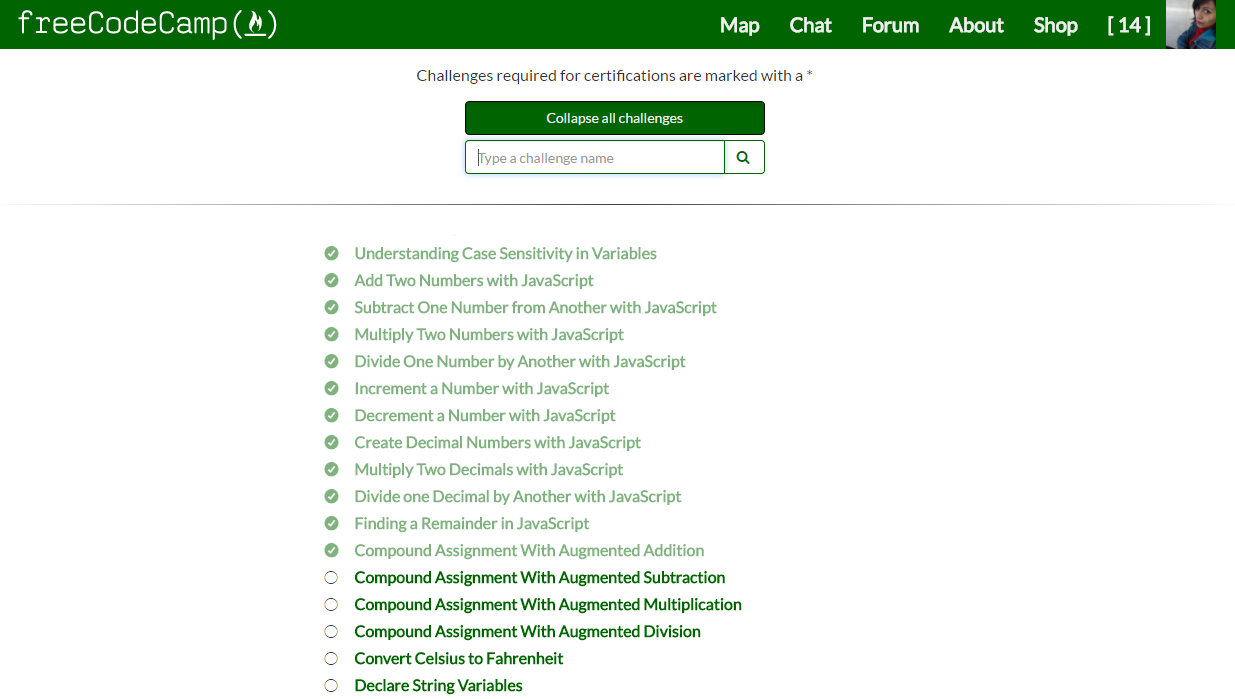 freeCodeCamp Map Chat Forum About Shop [ 14 ]
Challenges required for certifications are marked with a *
Collapse all challenges
Type a challenge name
Understanding Case Sensitivity in Variables
Add Two Numbers with JavaScript
Subtract One Number from Another with JavaScript
Multiply Two Numbers with JavaScript
Divide One Number by Another with JavaScript
Increment a Number with JavaScript
Decrement a Number with JavaScript
Create Decimal Numbers with JavaScript
Multiply Two Decimals with JavaScript
Divide one Decimal by Another with JavaScript
Finding a Remainder in JavaScript
Compound Assignment With Augmented Addition
Compound Assignment With Augmented Subtraction
Compound Assignment With Augmented Multiplication
Compound Assignment With Augmented Division
Convert Celsius to Fahrenheit
Declare String Variables